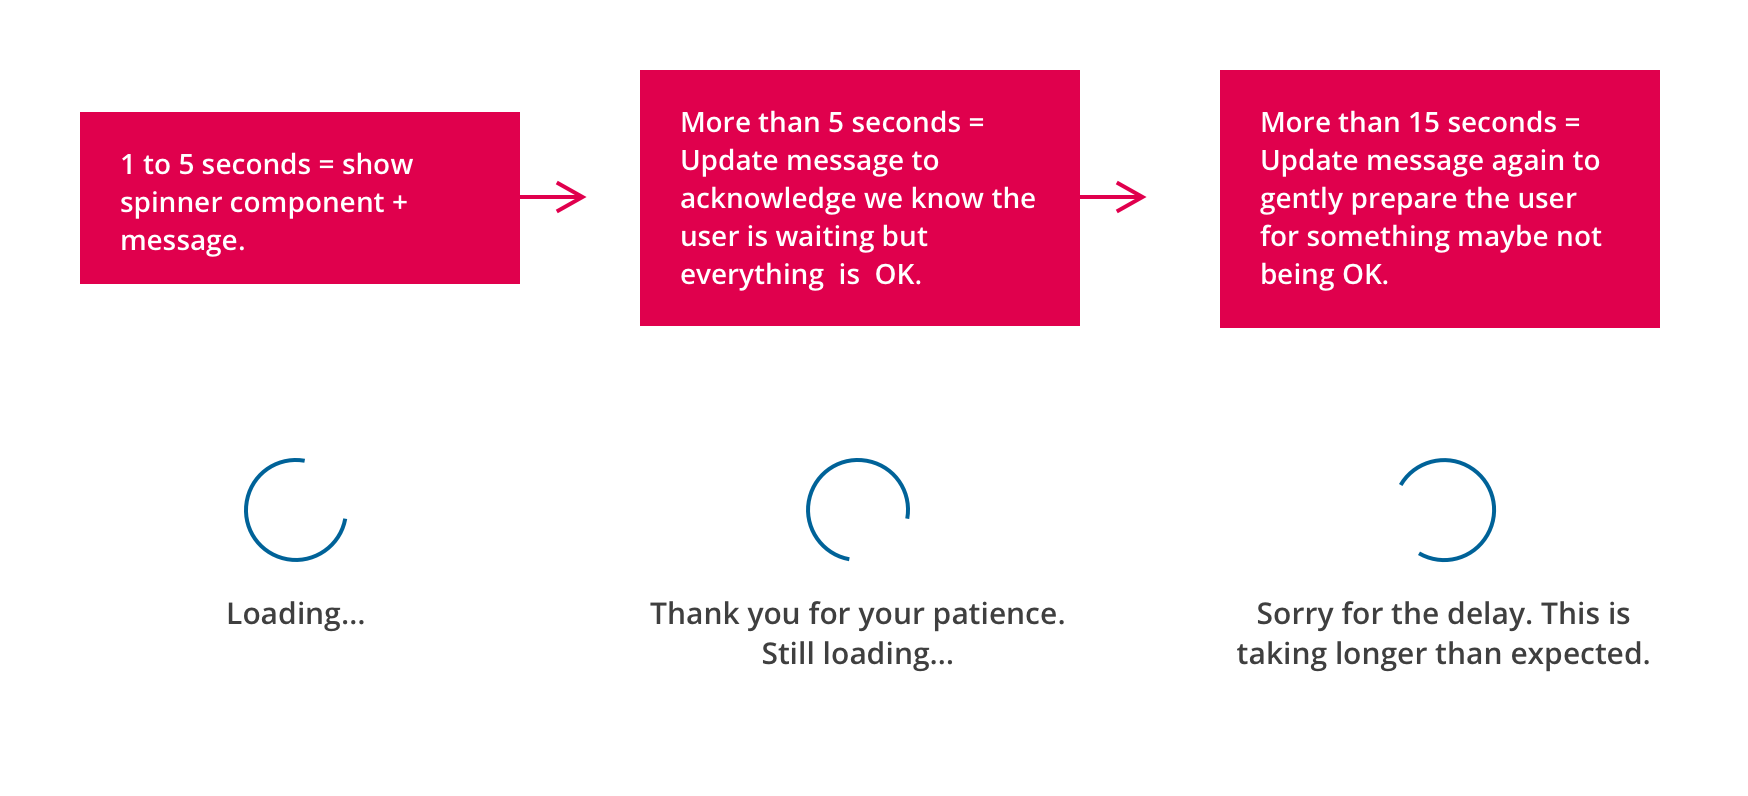 1 to 5 seconds = show
spinner component +
message.
More than 5 seconds =
Update message to
acknowledge we know the
user is waiting but
everything  is  OK.
More than 15 seconds =
Update message again to
gently prepare the user
for something maybe not
being OK.
Loading...
Thank you for your patience.
Still loading...
Sorry for the delay. This is
taking longer than expected.